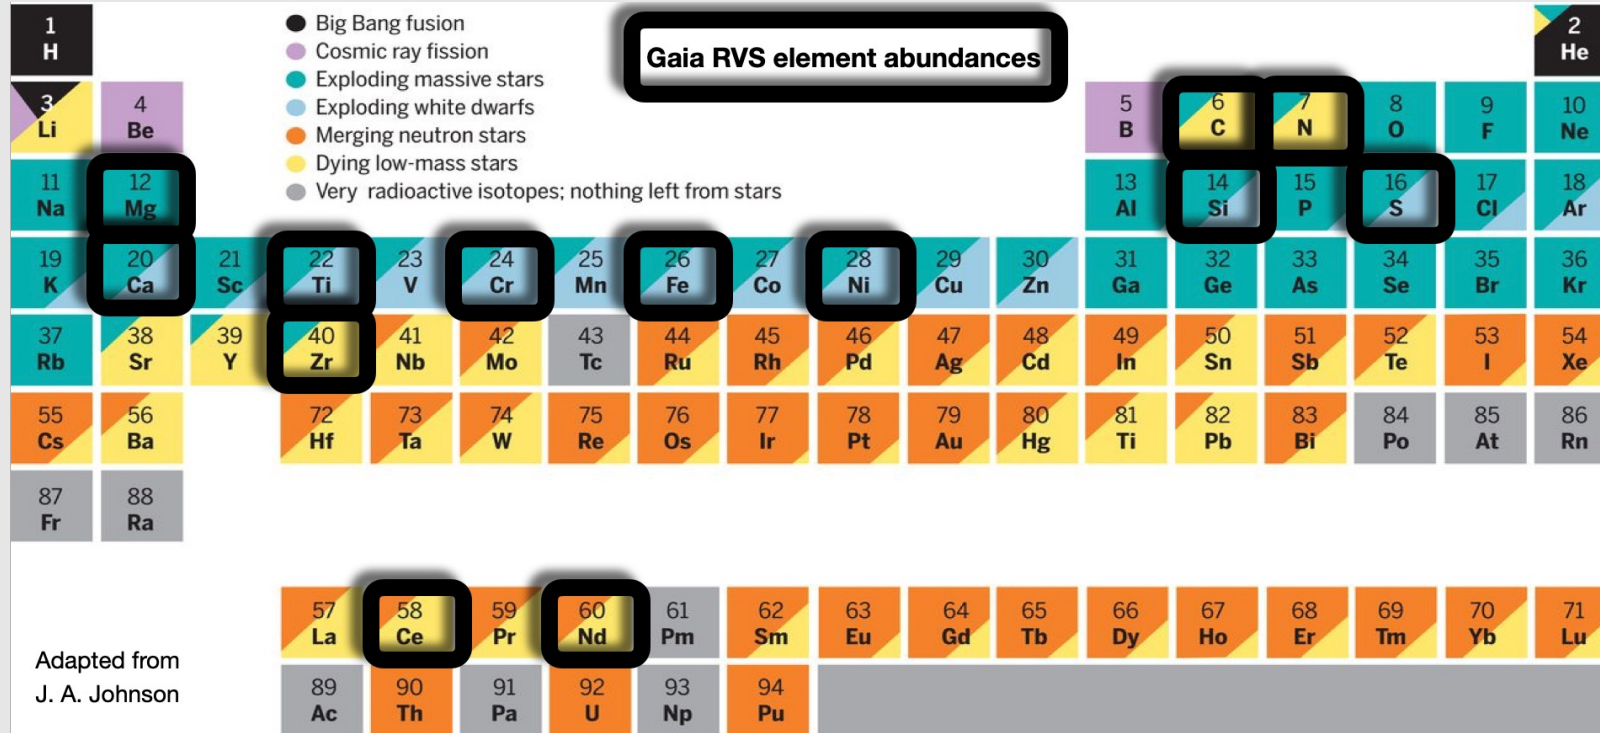 1
H
Big Bang fusion
Cosmic ray fission
Exploding massive stars
Exploding white dwarfs
Merging neutron stars
Dying low-mass stars
Very radioactive isotopes; nothing left from stars
Gaia RVS element abundances
2
He
3 4 5 6 7 8 9 10
Li Be B C N O F Ne
11 12 13 14 15 16 17 18
Na Mg Al Si P S Cl Ar
19 20 21 22 23 24 25 26 27 28 29 30 31 32 33 34 35 36
K Ca Sc Ti V Cr Mn Fe Co Ni Cu Zn Ga Ge As Se Br Kr
37 38 39 40 41 42 43 44 45 46 47 48 49 50 51 52 53 54
Rb Sr Y Zr Nb Mo Tc Ru Rh Pd Ag Cd In Sn Sb Te I Xe
55 56 72 73 74 75 76 77 78 79 80 81 82 83 84 85 86
Cs Ba Hf Ta W Re Os Ir Pt Au Hg Ti Pb Bi Po At Rn
87 88
Fr Ra
57 58 59 60 61 62 63 64 65 66 67 68 69 70 71
La Ce Pr Nd Pm Sm Eu Gd Tb Dy Ho Er Tm Yb Lu
89 90 91 92 93 94
Ac Th Pa U Np Pu
Adapted from
J. A. Johnson